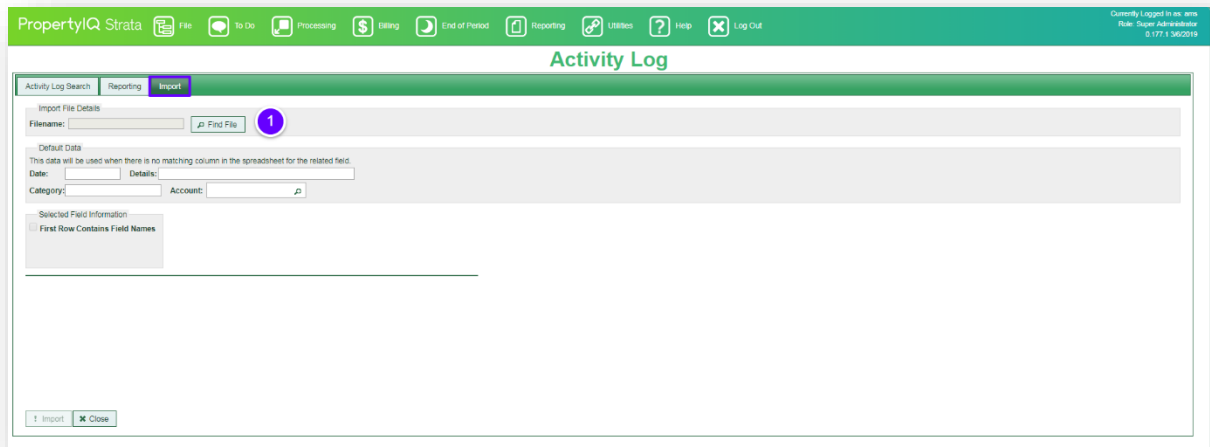 PropertyIQ Strata File To Do Processing Billing End of Period Reporting Utilities Help Log Out
Currently Logged In as: ams
Role: Super Administrator
0.177.1 3/6/2019
Activity Log
Activity Log Search Reporting Import
Import File Details
Filename: Find File 1
Default Data
This data will be used when there is no matching column in the spreadsheet for the related field.
Date: Details:
Category: Account:
Selected Field Information
First Row Contains Field Names
Import Close